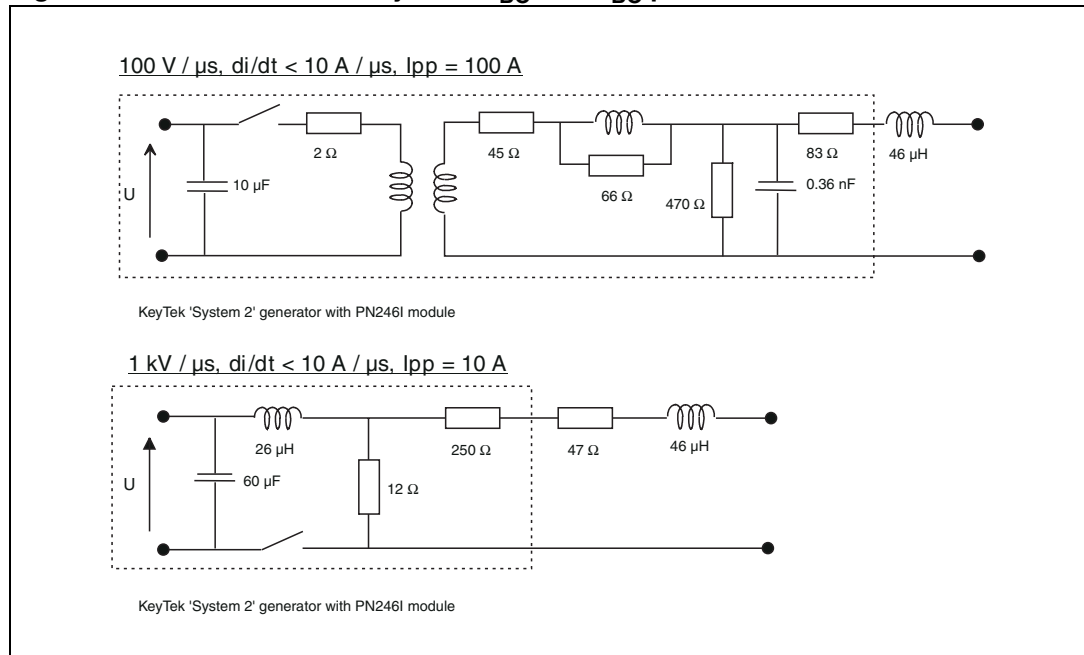 100 V / µs, di/dt < 10 A / µs, Ipp = 100 A
U
10 µF
2 Ω
45 Ω
66 Ω
470 Ω
83 Ω
0.36 nF
46 µH
KeyTek 'System 2' generator with PN246I module
1 kV / µs, di/dt < 10 A / µs, Ipp = 10 A
U
60 µF
26 µH
12 Ω
250 Ω
47 Ω
46 µH
KeyTek 'System 2' generator with PN246I module